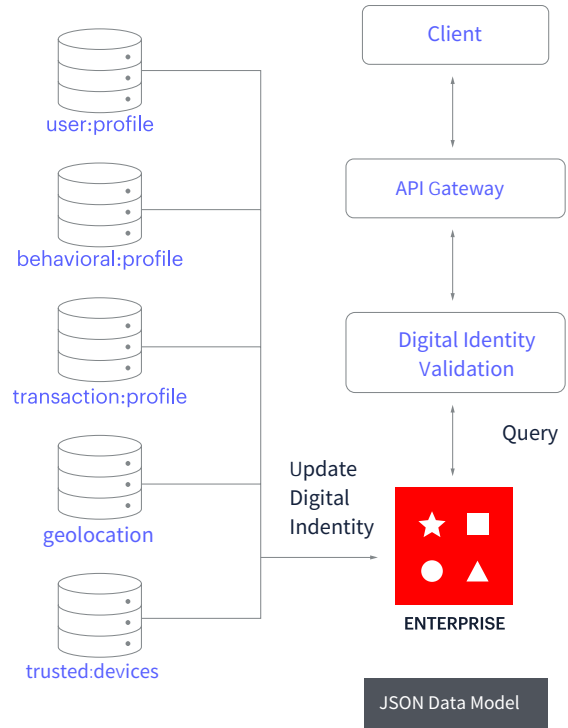 user:profile
behavioral:profile
transaction:profile
geolocation
trusted:devices
Update
Digital
Indentity
Client
API Gateway
Digital Identity
Validation
Query
ENTERPRISE
JSON Data Model